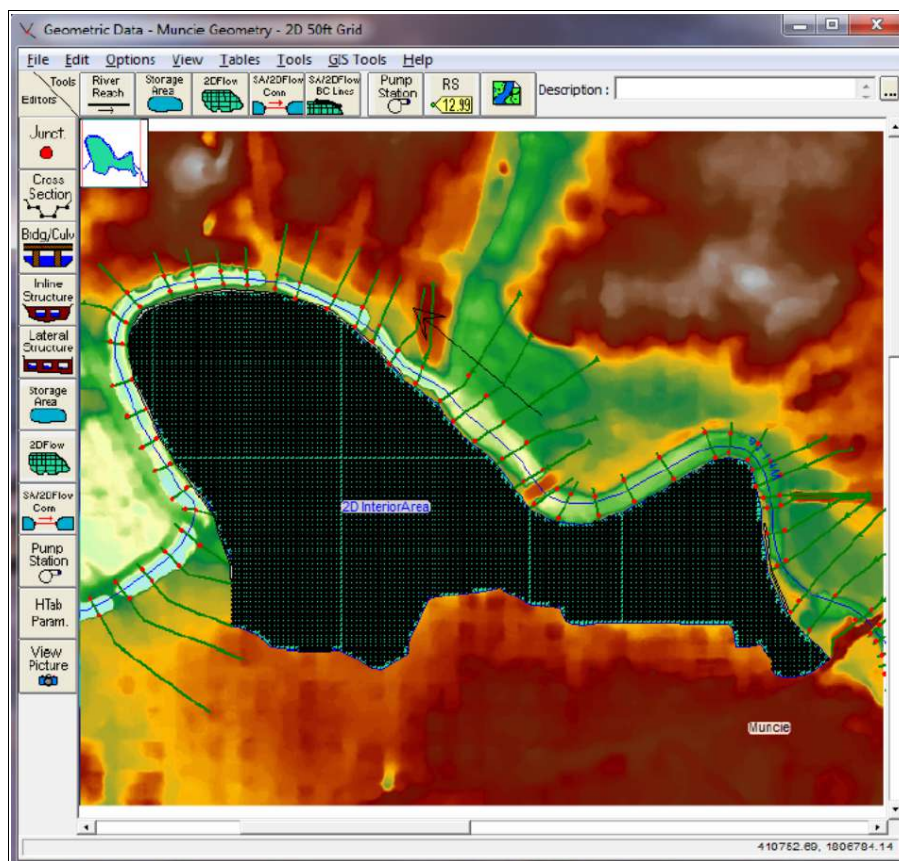 Geometric Data - Muncie Geometry - 2D 50ft Grid
File Edit Options View Tables Tools GIS Tools Help
Tools
Editors
River Reach
Storage Area
2DFlow
SA/2DFlow Conn
SA/2DFlow BC Lines
Pump Station
RS
12.99
Description :
...
Junct.
Cross Section
Brdg/Culv
Inline Structure
Lateral Structure
Storage Area
2DFlow
SA/2DFlow Conn
Pump Station
HTab Param.
View Picture
2D InteriorArea
Muncie
410752.69, 1806784.14